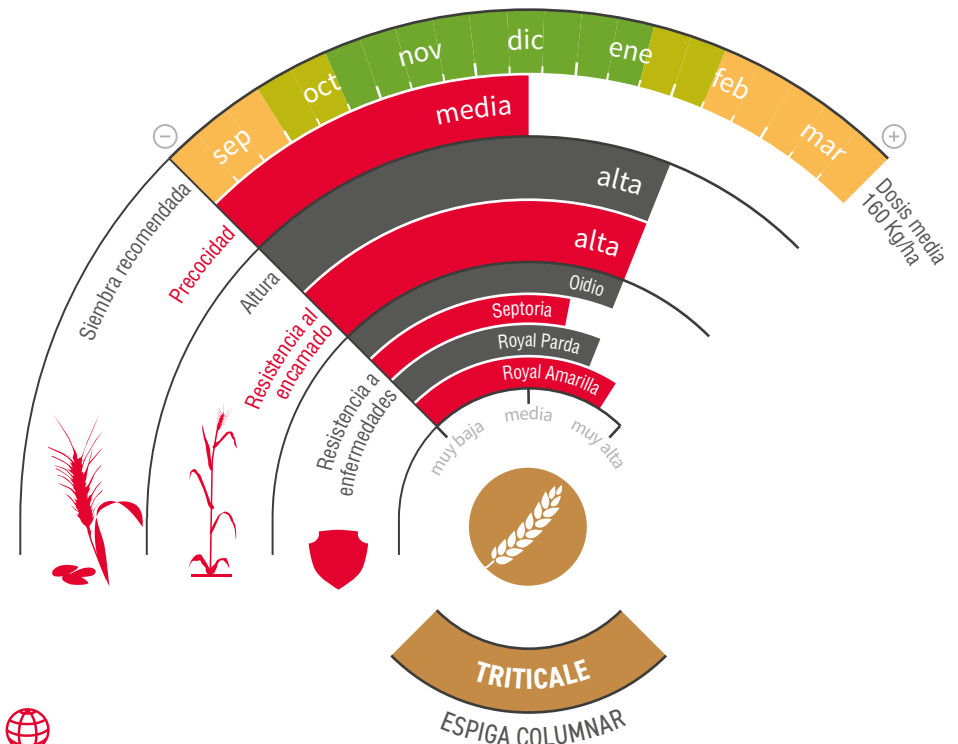 sep
oct
nov
dic
ene
feb
mar
Dosis media
160 Kg/ha
Siembra recomendada
Precocidad
media
Altura
alta
Resistencia al
encamado
alta
Resistencia a
enfermedades
Oidio
Septoria
Royal Parda
Royal Amarilla
muy baja
media
muy alta
TRITICALE
ESPIGA COLUMNAR